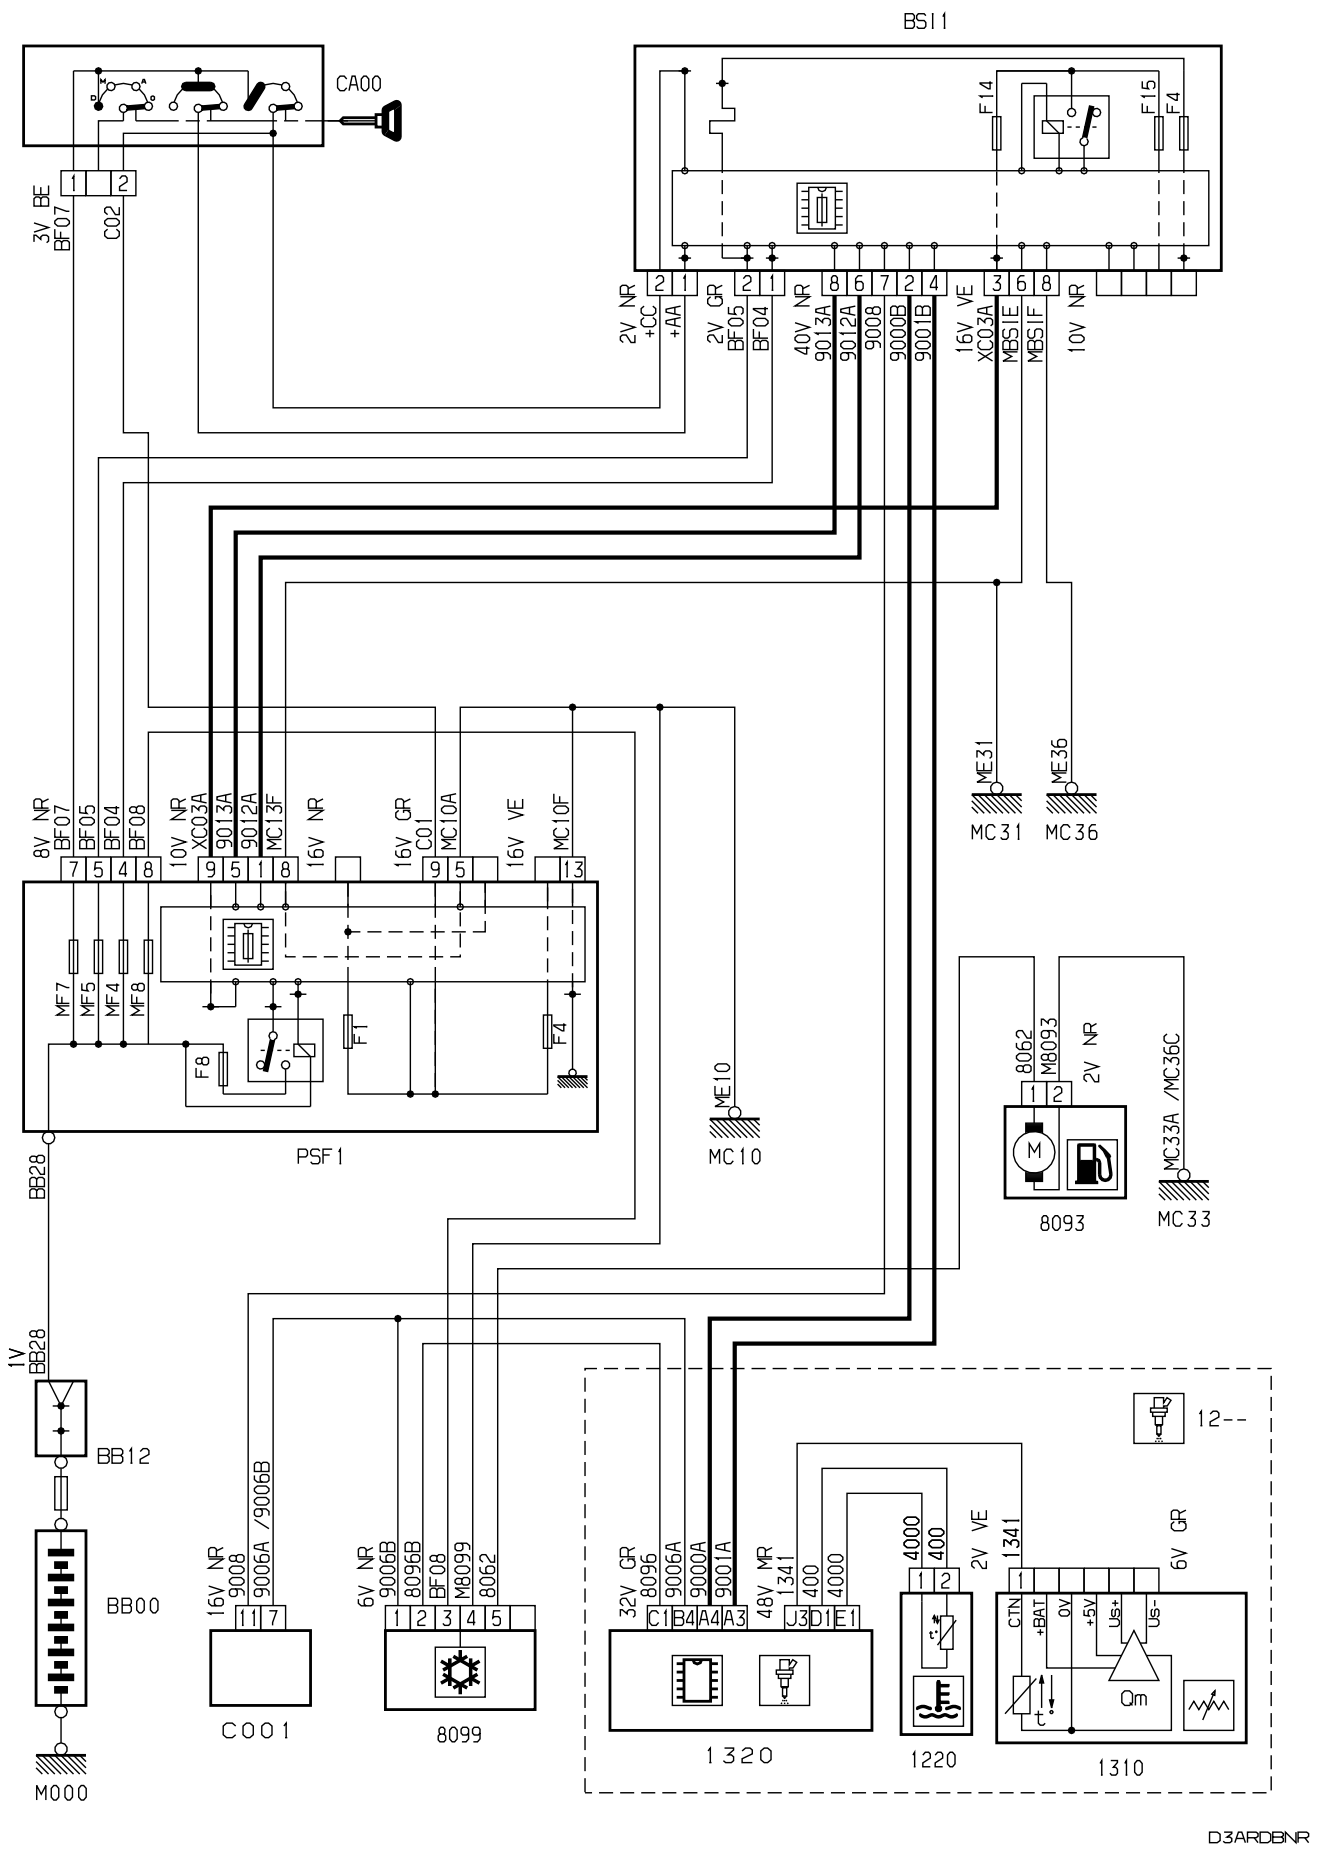 BSI1
CA00
M
A
D
O
F14
F15
F4
1
2
3V BE
BF07
C02
2
1
2
1
8
6
7
2
4
3
6
8
2V NR
+CC
+AA
2V GR
BF05
BF04
40V NR
9013A
9012A
9008
9000B
9001B
16V VE
XC03A
MBSIE
MBSIF
10V NR
ME31
ME36
MC31
MC36
8V NR
BF07
BF05
BF04
BF08
10V NR
XC03A
9013A
9012A
MC13F
16V NR
16V GR
C01
MC10A
16V VE
MC10F
7
5
4
8
9
5
1
8
9
5
13
MF7
MF5
MF4
MF8
F8
F1
F4
PSF1
ME10
MC10
8062
M8093
2V NR
1
2
M
8093
MC33A /MC36C
MC33
BB28
1V
BB28
BB12
BB00
M000
16V NR
9008
9006A /9006B
11
7
C001
6V NR
9006B
8096B
BF08
M8099
8062
1
2
3
4
5
8099
12--
32V GR
8096
9006A
9000A
9001A
48V MR
1341
400
4000
C1
B4
A4
A3
J3
D1
E1
1320
4000
400
2V VE
1
2
t°
1220
1341
6V GR
1
CTN
+BAT
0V
+5V
Us+
Us-
t°
Qm
1310
D3ARDBNR